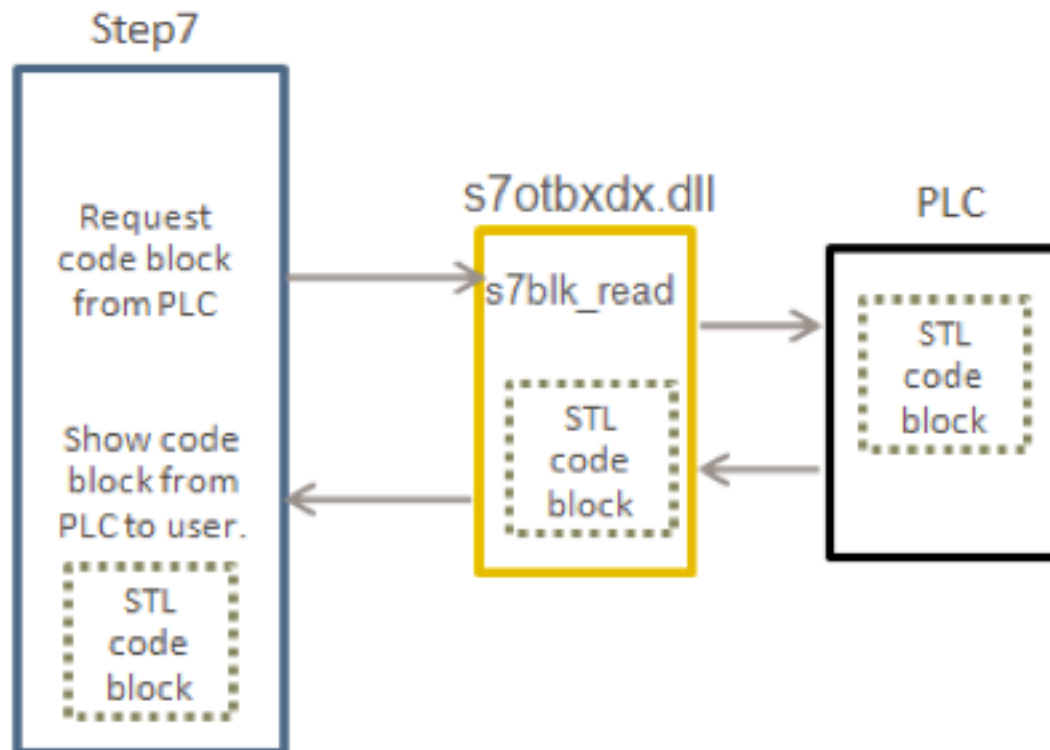 Step7
Request
code block
from PLC
Show code
block from
PLC to user.
STL
code
block
s7otbxdx.dll
s7blk_read
STL
code
block
PLC
STL
code
block